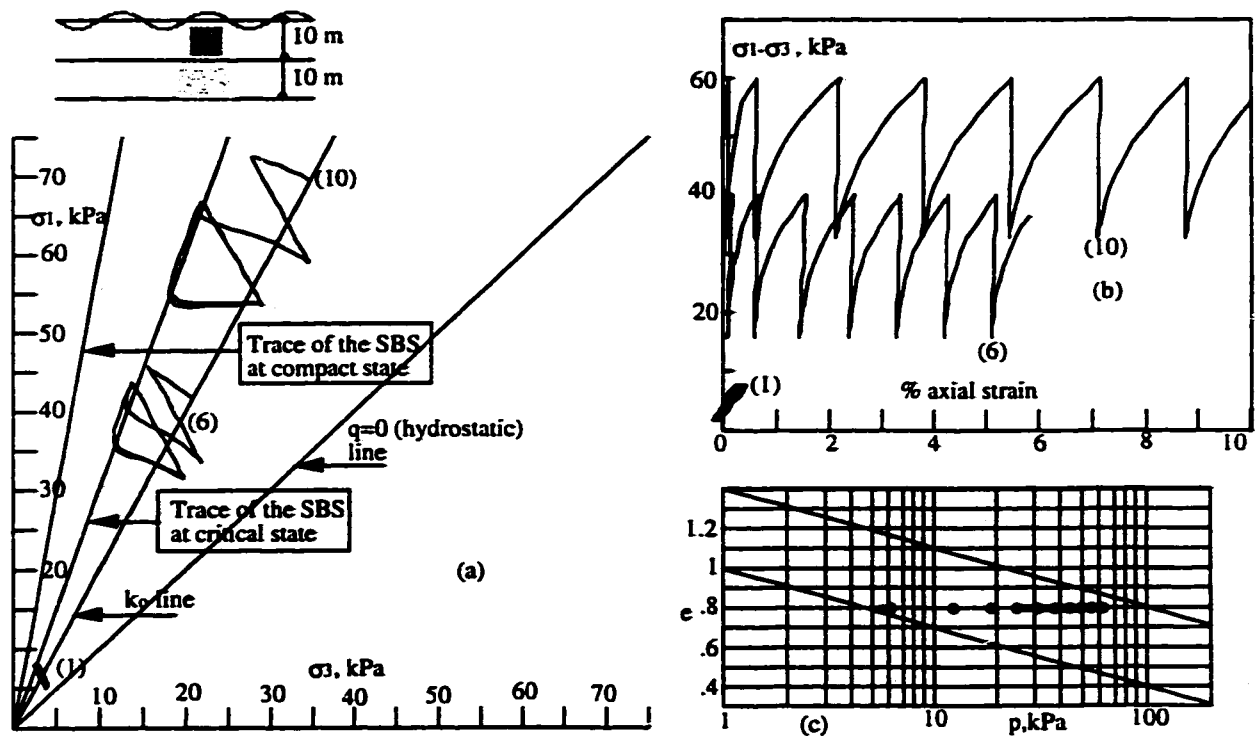 10 m
10 m
70
σ1, kPa
60
50
40
30
20
(10)
Trace of the SBS
at compact state
(6)
q=0 (hydrostatic)
line
Trace of the SBS
at critical state
(a)
k0 line
(1)
σ3, kPa
10 20 30 40 50 60 70
σ1-σ3, kPa
60
40
20
(10)
(b)
(6)
(1)
% axial strain
0 2 4 6 8 10
1.2
1
e .8
.6
.4
1 10 100
(c) p,kPa